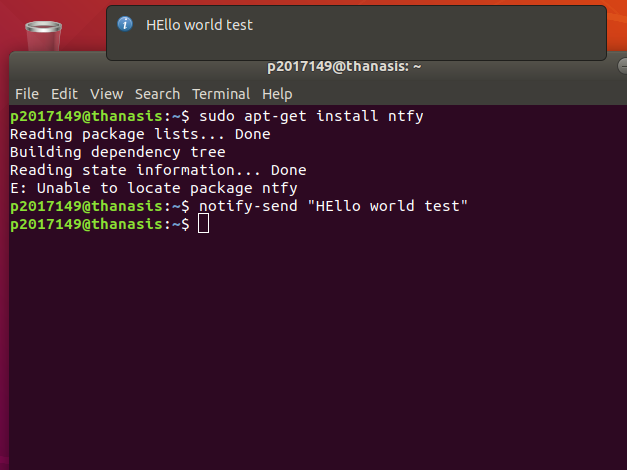 HEllo world test
p2017149@thanasis: ~
File Edit View Search Terminal Help
p2017149@thanasis:~$ sudo apt-get install ntfy
Reading package lists... Done
Building dependency tree
Reading state information... Done
E: Unable to locate package ntfy
p2017149@thanasis:~$ notify-send "HEllo world test"
p2017149@thanasis:~$